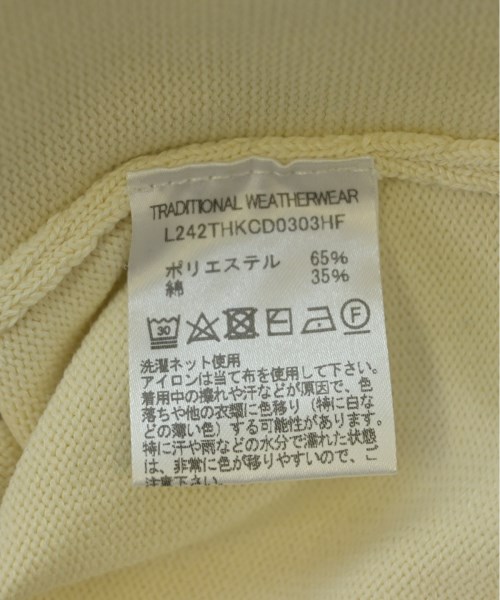 TRADITIONAL WEATHERWEAR
L242THKCD0303HF
ポリエステル 65%
綿 35%
30 F
洗濯ネット使用
アイロンは当て布を使用して下さい。
着用中の擦れや汗などが原因で、色
落ちや他の衣類に色移り（特に白な
どの薄い色）する可能性があります。
特に汗や雨などの水分で濡れた状態
は、非常に色が移りやすいので、ご
注意下さい。